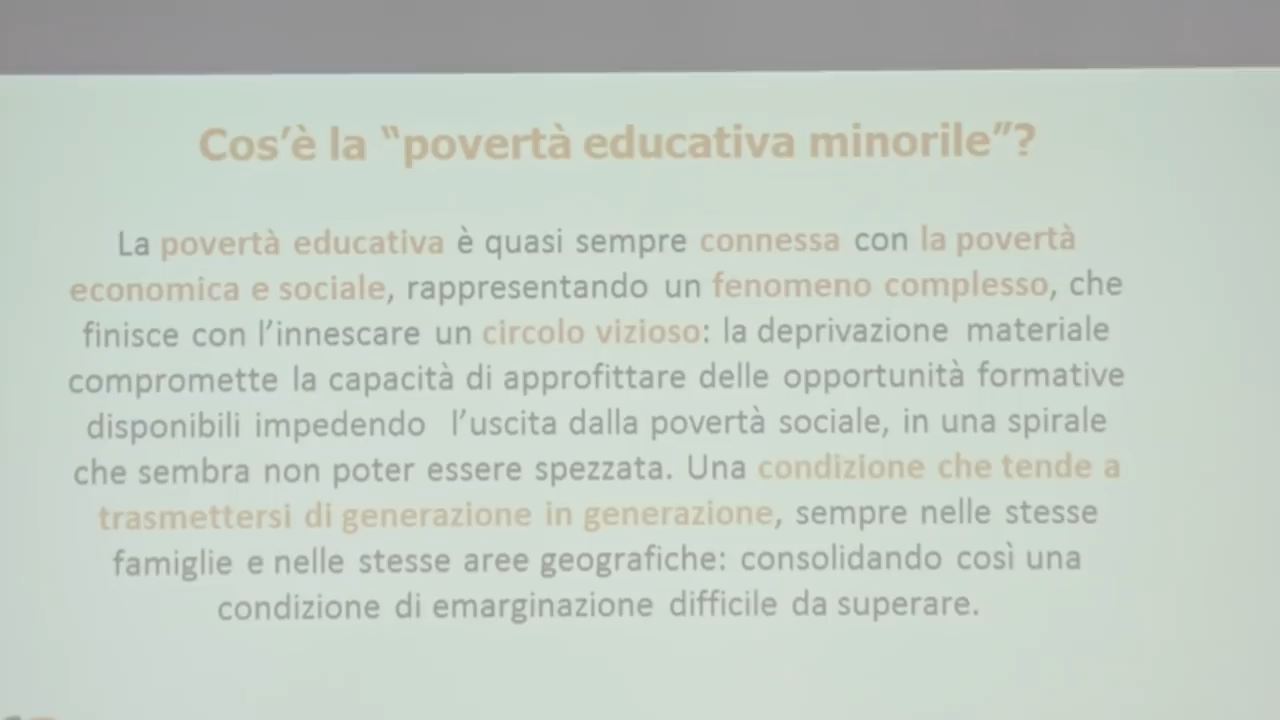 Cos'è la "povertà educativa minorile"?
La povertà educativa è quasi sempre connessa con la povertà
economica e sociale, rappresentando un fenomeno complesso, che
finisce con l'innescare un circolo vizioso: la deprivazione materiale
compromette la capacità di approfittare delle opportunità formative
disponibili impedendo l'uscita dalla povertà sociale, in una spirale
che sembra non poter essere spezzata. Una condizione che tende a
trasmettersi di generazione in generazione, sempre nelle stesse
famiglie e nelle stesse aree geografiche: consolidando così una
condizione di emarginazione difficile da superare.